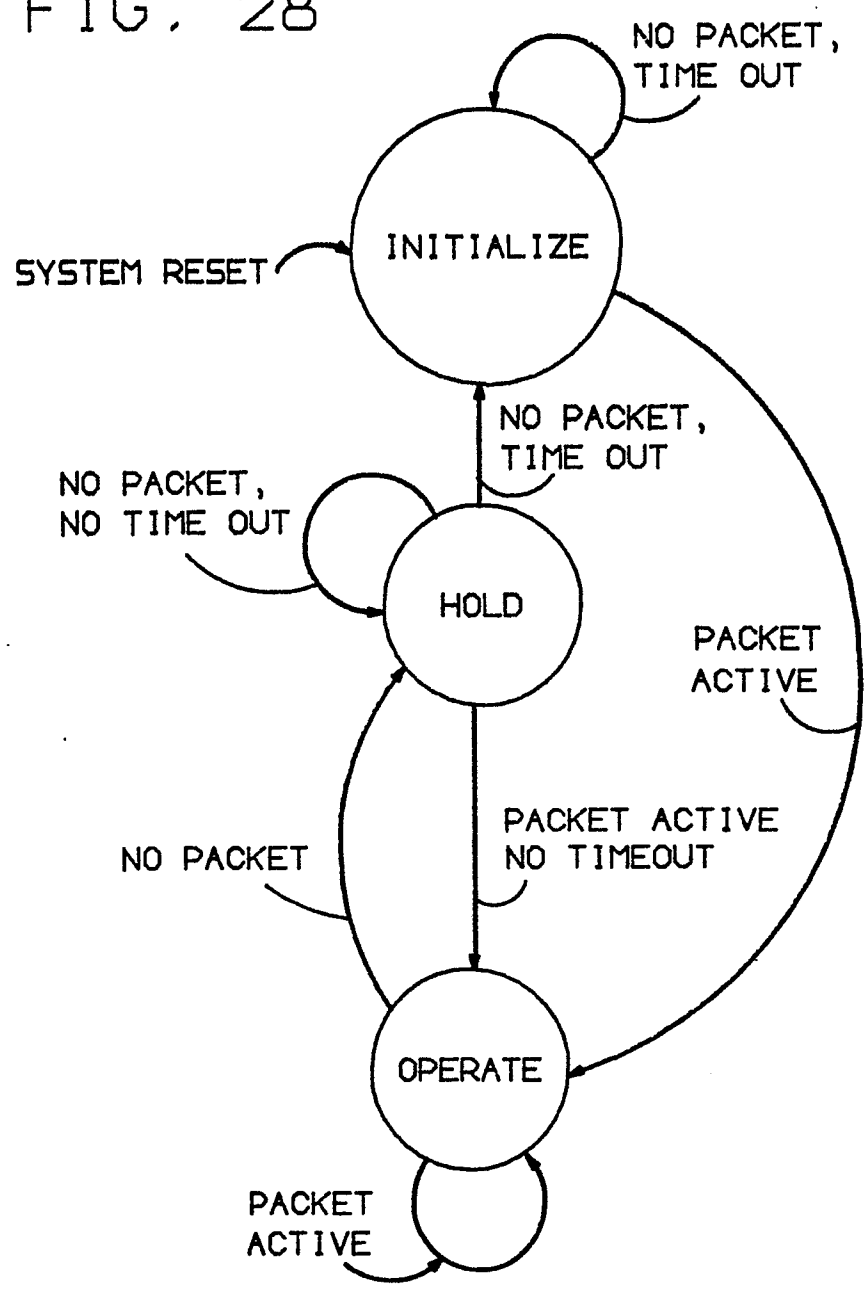 FIG. 28
NO PACKET,
TIME OUT
INITIALIZE
SYSTEM RESET
NO PACKET,
TIME OUT
NO PACKET,
NO TIME OUT
HOLD
PACKET
ACTIVE
PACKET ACTIVE
NO TIMEOUT
NO PACKET
OPERATE
PACKET
ACTIVE